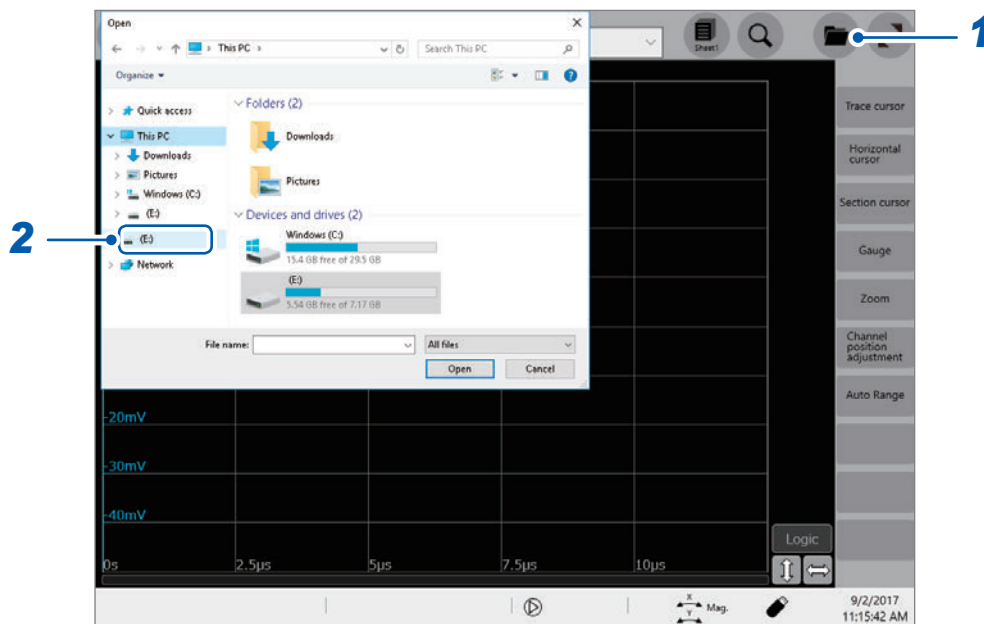 Open
1
This PC
Search This PC
Sheet1
Organize
Quick access
This PC
Downloads
Pictures
Windows (C:)
(E:)
(E:)
Network
2
Folders (2)
Downloads
Pictures
Devices and drives (2)
Windows (C:)
15.4 GB free of 29.5 GB
(E:)
5.54 GB free of 7.17 GB
File name:
All files
Open
Cancel
Trace cursor
Horizontal
cursor
Section cursor
Gauge
Zoom
Channel
position
adjustment
Auto Range
-20mV
-30mV
-40mV
Logic
0s
2.5µs
5µs
7.5µs
10µs
X
Y
Mag.
9/2/2017
11:15:42 AM